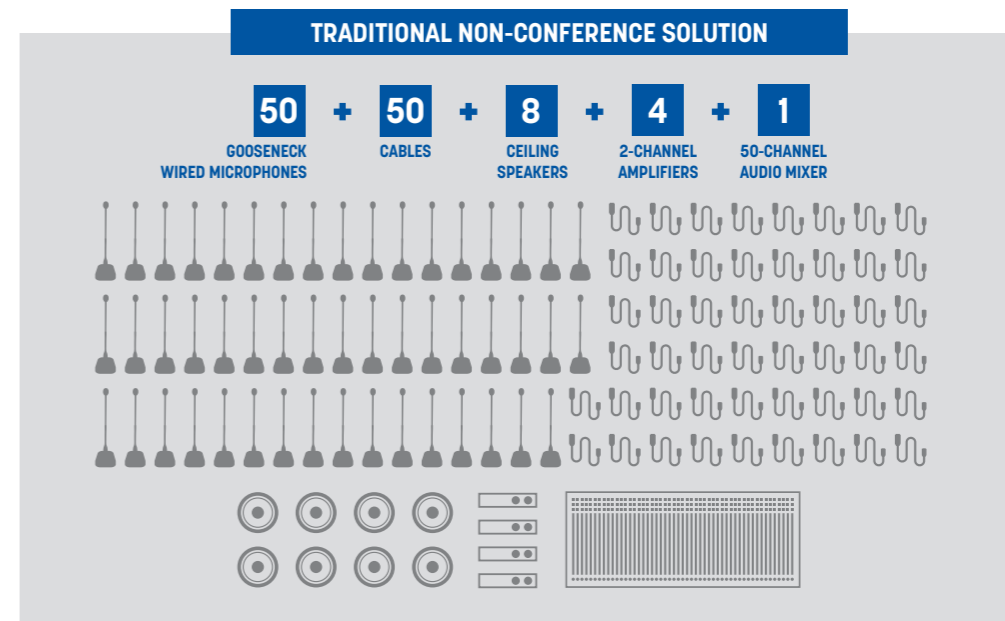 TRADITIONAL NON-CONFERENCE SOLUTION
50 + 50 + 8 + 4 + 1
GOOSENECK
WIRED MICROPHONES
CABLES
CEILING
SPEAKERS
2-CHANNEL
AMPLIFIERS
50-CHANNEL
AUDIO MIXER